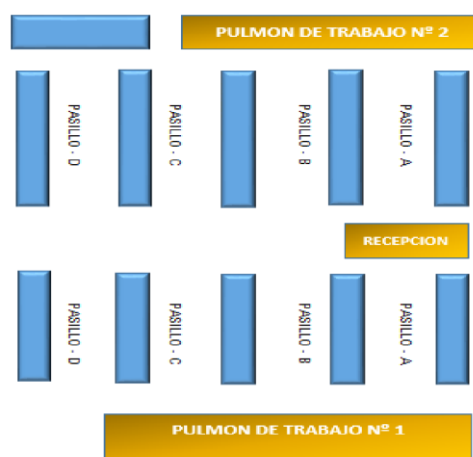 PULMON DE TRABAJO Nº 2
PASILLO - D
PASILLO - C
PASILLO - B
PASILLO - A
RECEPCION
PASILLO - D
PASILLO - C
PASILLO - B
PASILLO - A
PULMON DE TRABAJO Nº 1